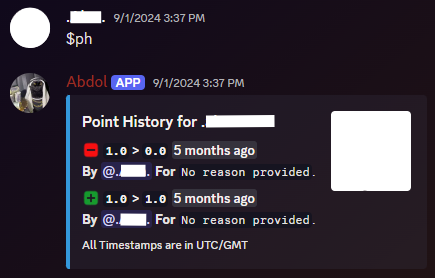 9/1/2024 3:37 PM
$ph
Abdol APP 9/1/2024 3:37 PM
Point History for .
1.0 > 0.0 5 months ago
By @. . For No reason provided.
1.0 > 1.0 5 months ago
By @. . For No reason provided.
All Timestamps are in UTC/GMT